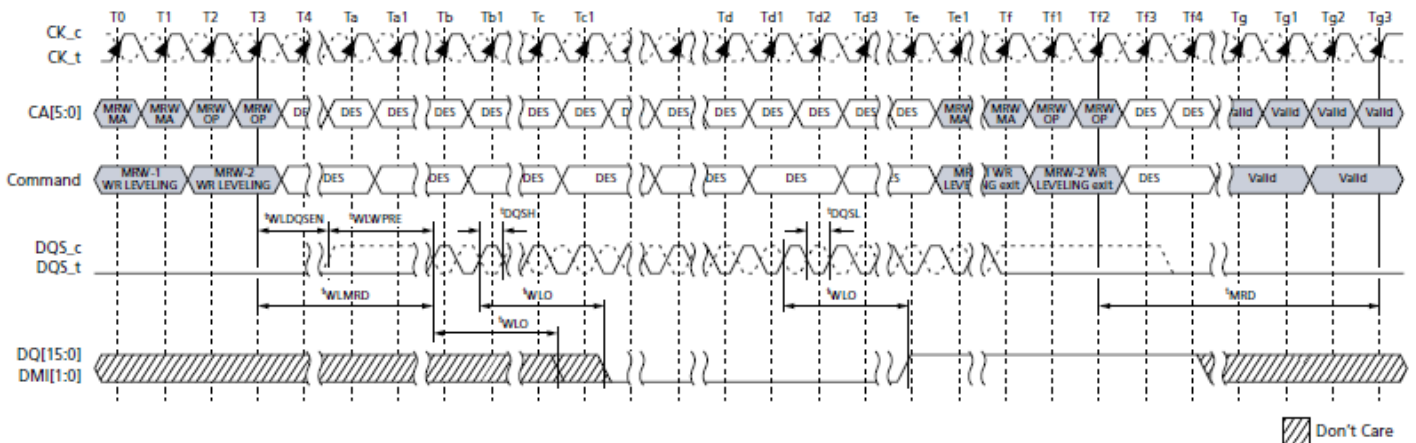 T0 T1 T2 T3 T4 Ta Ta1 Tb Tb1 Tc Tc1 Td Td1 Td2 Td3 Te Te1 Tf Tf1 Tf2 Tf3 Tf4 Tg Tg1 Tg2 Tg3
CK_c
CK_t
CA[5:0] MRW MA MRW MA MRW OP MRW OP DES DES DES DES DES DES DES DES DES DES DES DES MRW MA MRW MA MRW OP MRW OP DES DES Valid Valid Valid Valid
Command MRW-1 WR LEVELING MRW-2 WR LEVELING DES DES DES DES DES DES MRW-2 WR LEVELING exit DES Valid Valid
tWLDQSEN tWLWPRE tDQSH tDQSL
DQS_c
DQS_t
tWLMRD tWLO tWLO tMRD
tWLO
DQ[15:0]
DMI[1:0]
Don't Care